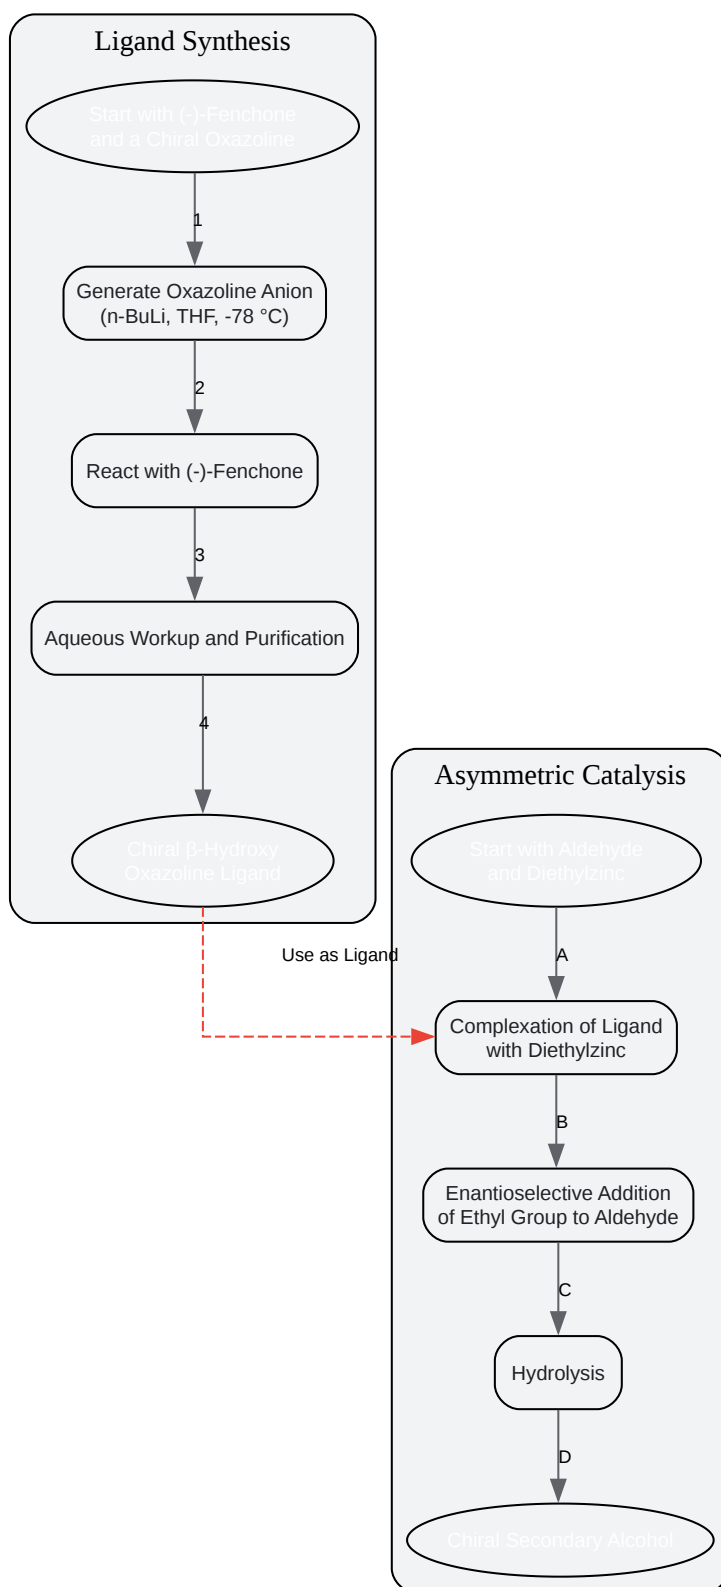 Ligand Synthesis
Start with (-)-Fenchone
and a Chiral Oxazoline
1
Generate Oxazoline Anion
(n-BuLi, THF, -78 °C)
2
React with (-)-Fenchone
3
Aqueous Workup and Purification
4
Chiral β-Hydroxy
Oxazoline Ligand
Use as Ligand
Asymmetric Catalysis
Start with Aldehyde
and Diethylzinc
A
Complexation of Ligand
with Diethylzinc
B
Enantioselective Addition
of Ethyl Group to Aldehyde
C
Hydrolysis
D
Chiral Secondary Alcohol